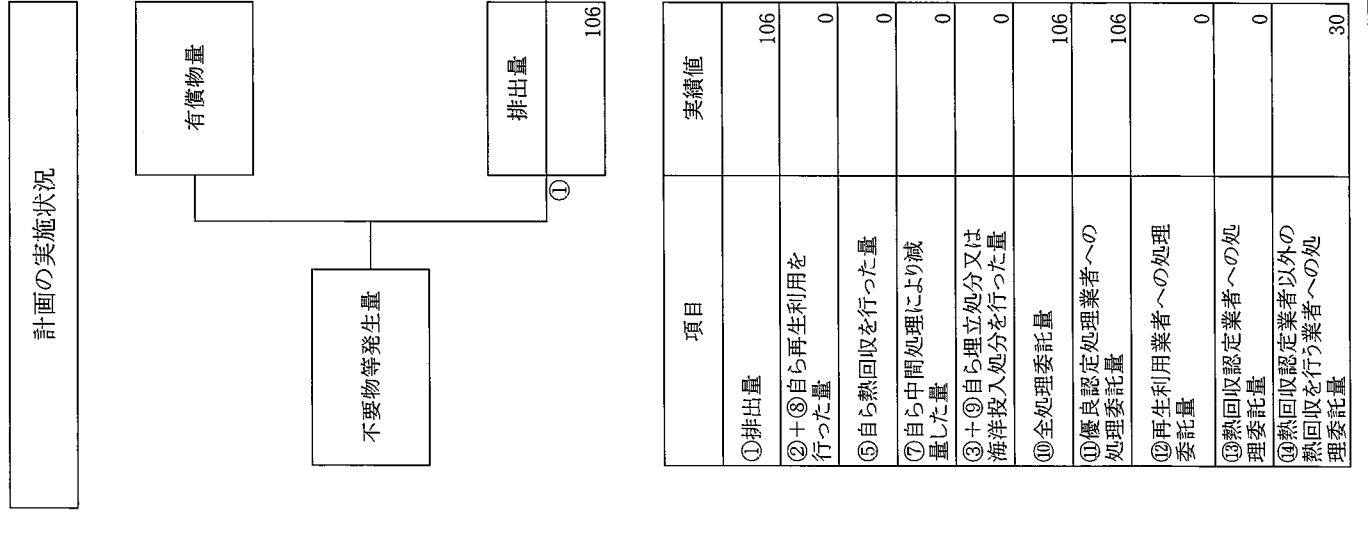 計画の実施状況
有償物量
不要物等発生量
排出量
①
106
項目
実績値
①排出量
106
②＋⑧自ら再生利用を
行った量
0
⑤自ら熱回収を行った量
0
⑦自ら中間処理により減
量した量
0
③＋⑨自ら埋立処分又は
海洋投入処分を行った量
0
⑩全処理委託量
106
⑪優良認定処理業者への
処理委託量
106
⑫再生利用業者への処理
委託量
0
⑬熱回収認定業者への処
理委託量
0
⑭熱回収認定業者以外の
熱回収を行う業者への処
理委託量
30